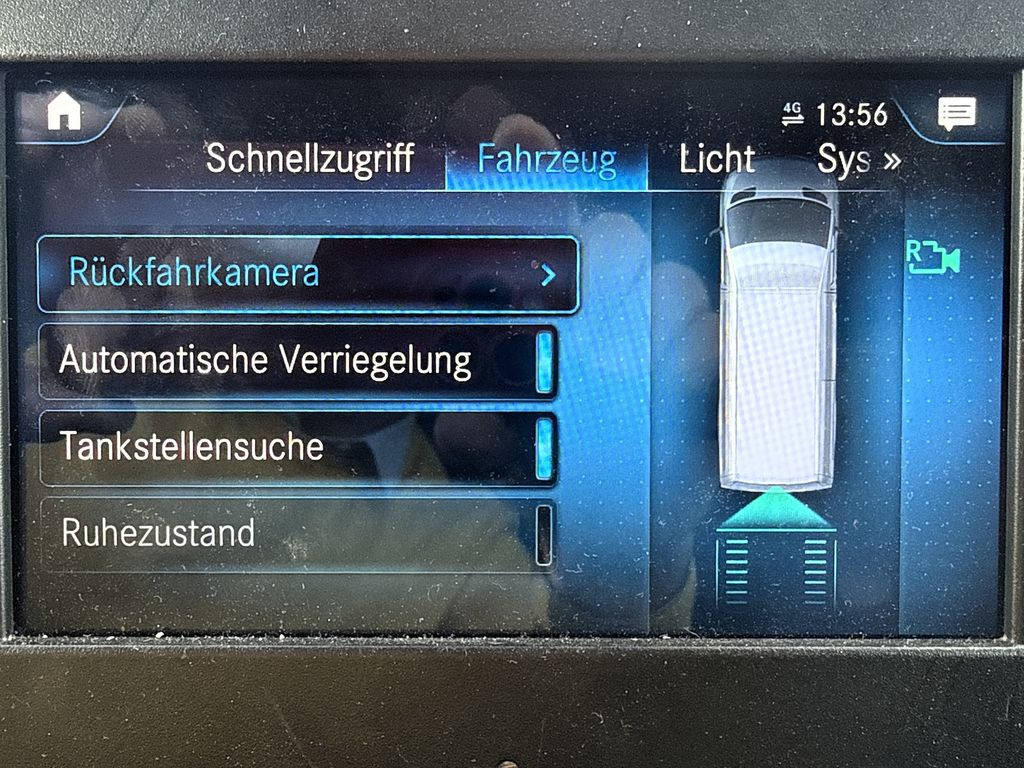 4G 13:56
Schnellzugriff Fahrzeug Licht Sys »
Rückfahrkamera
R
Automatische Verriegelung
Tankstellensuche
Ruhezustand